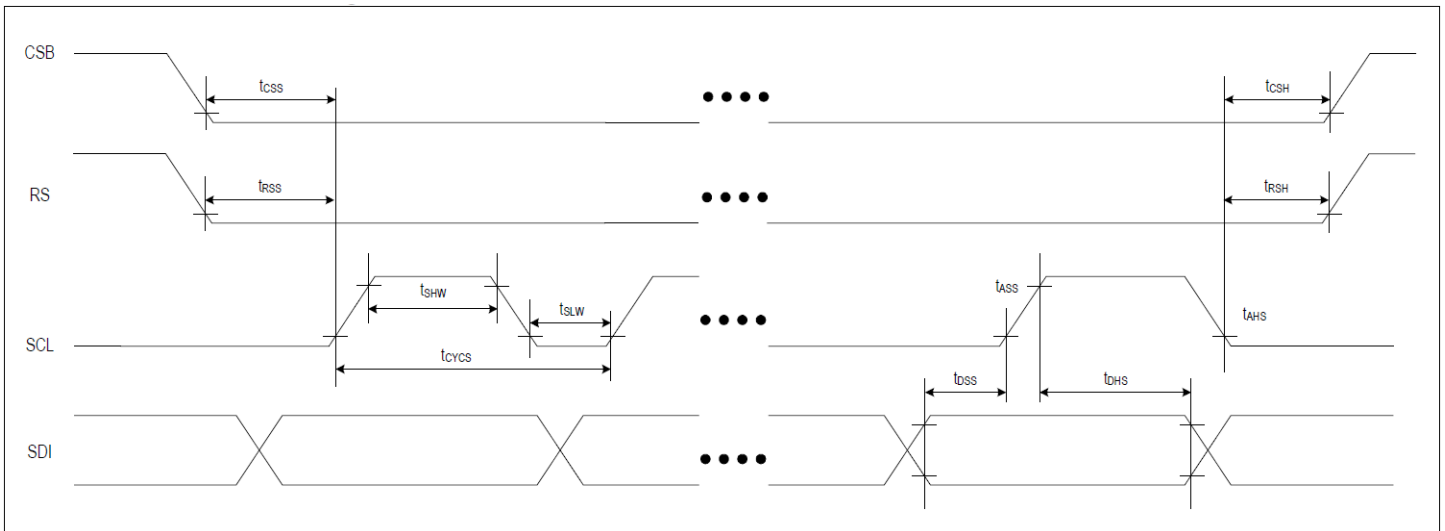 CSB
tCSS
tCSH
RS
tRSS
tRSH
SCL
tSHW
tSLW
tCYCS
tASS
tAHS
tDSS
tDHS
SDI